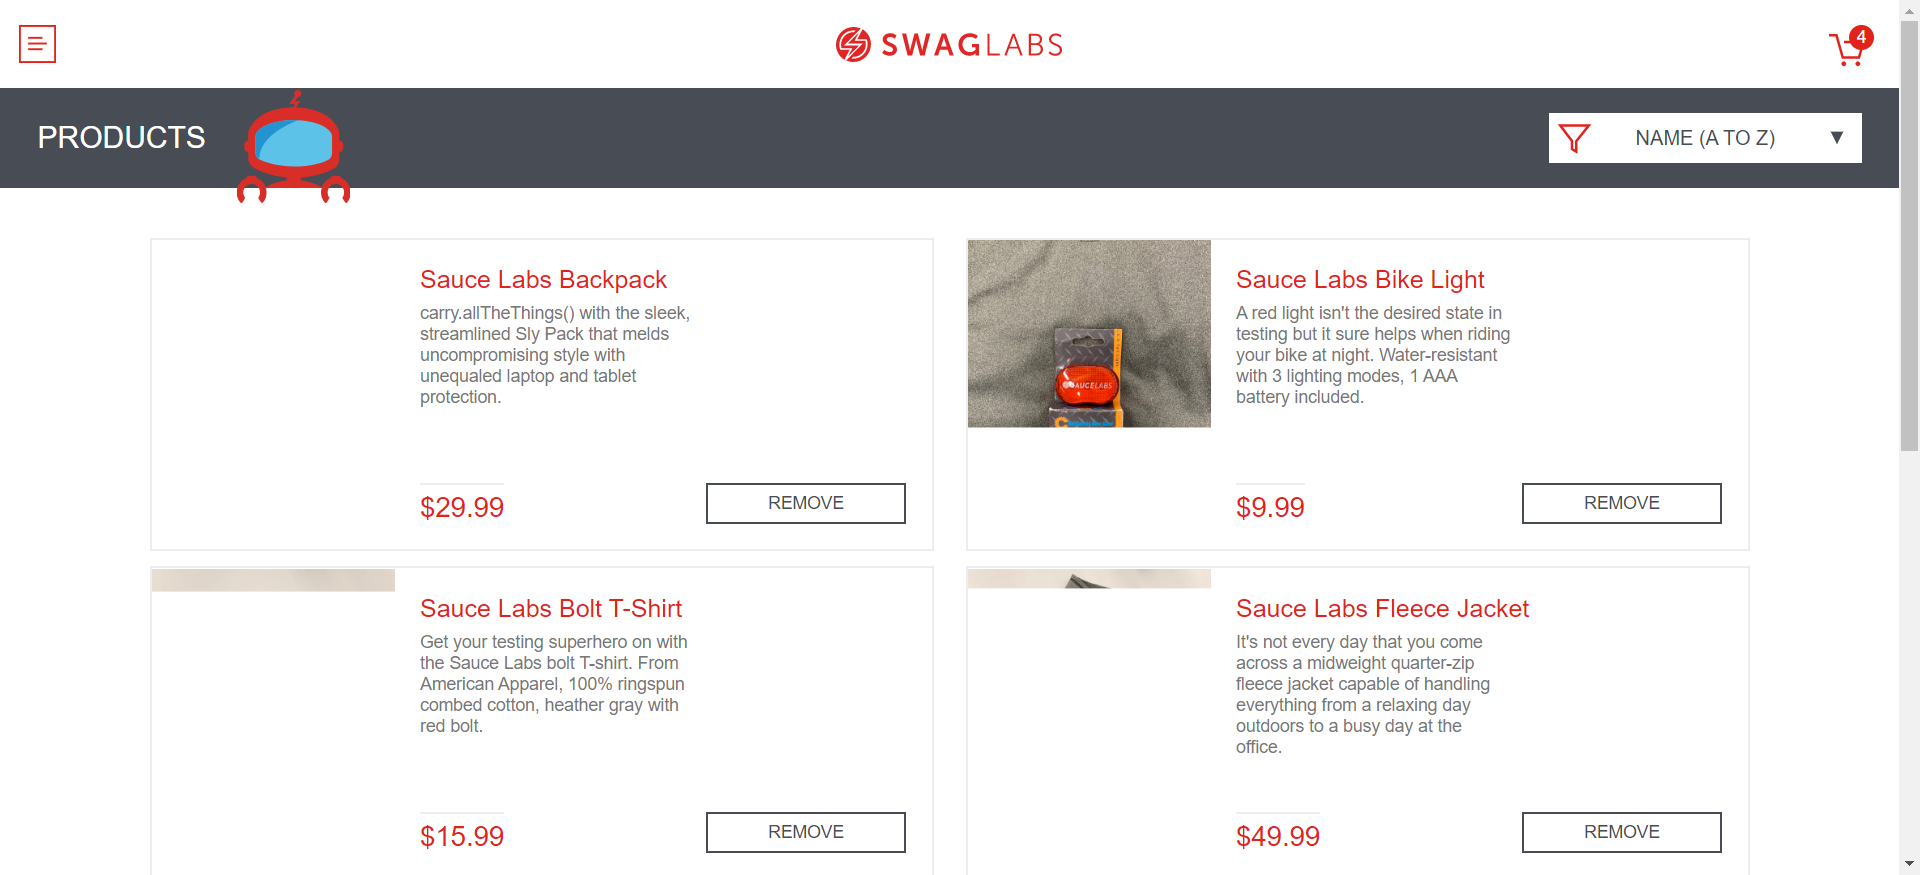 SWAGLABS
4
PRODUCTS
NAME (A TO Z)
Sauce Labs Backpack
carry.allTheThings() with the sleek,
streamlined Sly Pack that melds
uncompromising style with
unequaled laptop and tablet
protection.
$29.99
REMOVE
SAUCELABS
Sauce Labs Bike Light
A red light isn't the desired state in
testing but it sure helps when riding
your bike at night. Water-resistant
with 3 lighting modes, 1 AAA
battery included.
$9.99
REMOVE
Sauce Labs Bolt T-Shirt
Get your testing superhero on with
the Sauce Labs bolt T-shirt. From
American Apparel, 100% ringspun
combed cotton, heather gray with
red bolt.
$15.99
REMOVE
Sauce Labs Fleece Jacket
It's not every day that you come
across a midweight quarter-zip
fleece jacket capable of handling
everything from a relaxing day
outdoors to a busy day at the
office.
$49.99
REMOVE